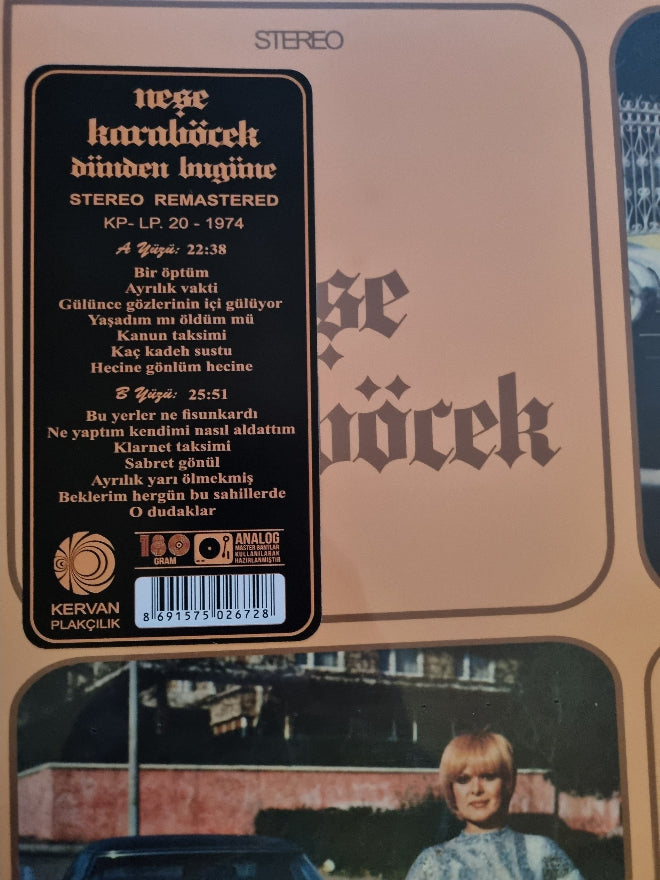 STEREO
neşe
karaböcek
dünden bugüne
STEREO REMASTERED
KP- LP. 20 - 1974
A Yüzü: 22:38
Bir öptüm
Ayrılık vakti
Gülünce gözlerinin içi gülüyor
Yaşadım mı öldüm mü
Kanun taksimi
Kaç kadeh sustu
Hecine gönlüm hecine
B Yüzü: 25:51
Bu yerler ne fisunkardı
Ne yaptım kendimi nasıl aldattım
Klarnet taksimi
Sabret gönül
Ayrılık yarı ölmekmiş
Beklerim hergün bu sahillerde
O dudaklar
180
GRAM
ANALOG
MASTER BANTLAR
KULLANILARAK
HAZIRLANMIŞTIR
KERVAN
PLAKÇILIK
8 691575 026728
şe
böcek